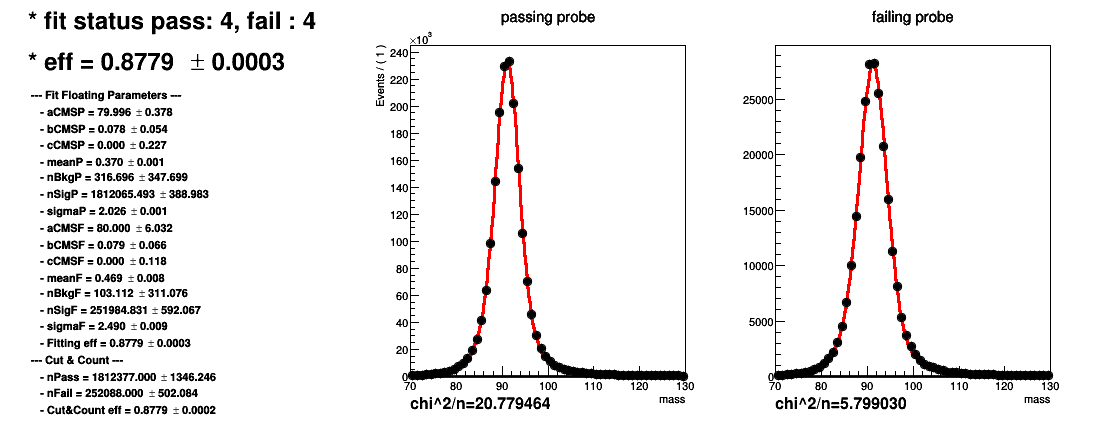 * fit status pass: 4, fail : 4
* eff = 0.8779 ± 0.0003
--- Fit Floating Parameters ---
- aCMSP = 79.996 ± 0.378
- bCMSP = 0.078 ± 0.054
- cCMSP = 0.000 ± 0.227
- meanP = 0.370 ± 0.001
- nBkgP = 316.696 ± 347.699
- nSigP = 1812065.493 ± 388.983
- sigmaP = 2.026 ± 0.001
- aCMSF = 80.000 ± 6.032
- bCMSF = 0.079 ± 0.066
- cCMSF = 0.000 ± 0.118
- meanF = 0.469 ± 0.008
- nBkgF = 103.112 ± 311.076
- nSigF = 251984.831 ± 592.067
- sigmaF = 2.490 ± 0.009
- Fitting eff = 0.8779 ± 0.0003
--- Cut & Count ---
- nPass = 1812377.000 ± 1346.246
- nFail = 252088.000 ± 502.084
- Cut&Count eff = 0.8779 ± 0.0002
passing probe
×10³
Events / ( 1 )
240
220
200
180
160
140
120
100
80
60
40
20
0
70 80 90 100 110 120 130
mass
chi^2/n=20.779464
failing probe
25000
20000
15000
10000
5000
0
70 80 90 100 110 120 130
mass
chi^2/n=5.799030